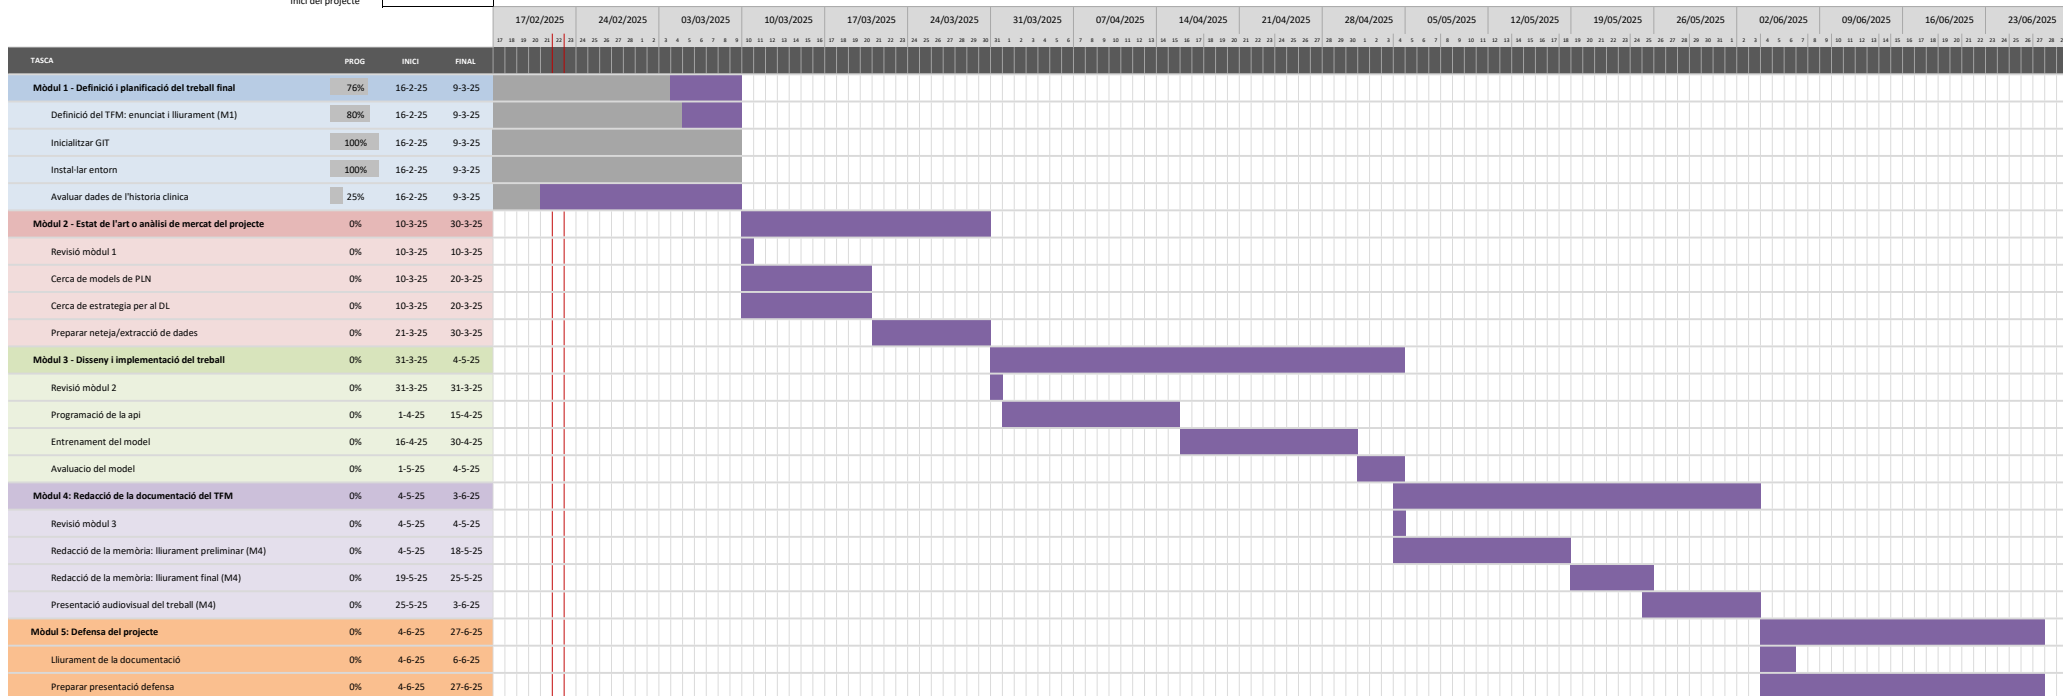 Inici del projecte
17/02/2025 24/02/2025 03/03/2025 10/03/2025 17/03/2025 24/03/2025 31/03/2025 07/04/2025 14/04/2025 21/04/2025 28/04/2025 05/05/2025 12/05/2025 19/05/2025 26/05/2025 02/06/2025 09/06/2025 16/06/2025 23/06/2025
TASCA PROG INICI FINAL
Mòdul 1 - Definició i planificació del treball final 76% 16-2-25 9-3-25
Definició del TFM: enunciat i lliurament (M1) 80% 16-2-25 9-3-25
Inicialitzar GIT 100% 16-2-25 9-3-25
Instal·lar entorn 100% 16-2-25 9-3-25
Avaluar dades de l'historia clinica 25% 16-2-25 9-3-25
Mòdul 2 - Estat de l'art o anàlisi de mercat del projecte 0% 10-3-25 30-3-25
Revisió mòdul 1 0% 10-3-25 10-3-25
Cerca de models de PLN 0% 10-3-25 20-3-25
Cerca de estrategia per al DL 0% 10-3-25 20-3-25
Preparar neteja/extracció de dades 0% 21-3-25 30-3-25
Mòdul 3 - Disseny i implementació del treball 0% 31-3-25 4-5-25
Revisió mòdul 2 0% 31-3-25 31-3-25
Programació de la api 0% 1-4-25 15-4-25
Entrenament del model 0% 16-4-25 30-4-25
Avaluacio del model 0% 1-5-25 4-5-25
Mòdul 4: Redacció de la documentació del TFM 0% 4-5-25 3-6-25
Revisió mòdul 3 0% 4-5-25 4-5-25
Redacció de la memòria: lliurament preliminar (M4) 0% 4-5-25 18-5-25
Redacció de la memòria: lliurament final (M4) 0% 19-5-25 25-5-25
Presentació audiovisual del treball (M4) 0% 25-5-25 3-6-25
Mòdul 5: Defensa del projecte 0% 4-6-25 27-6-25
Lliurament de la documentació 0% 4-6-25 6-6-25
Preparar presentació defensa 0% 4-6-25 27-6-25